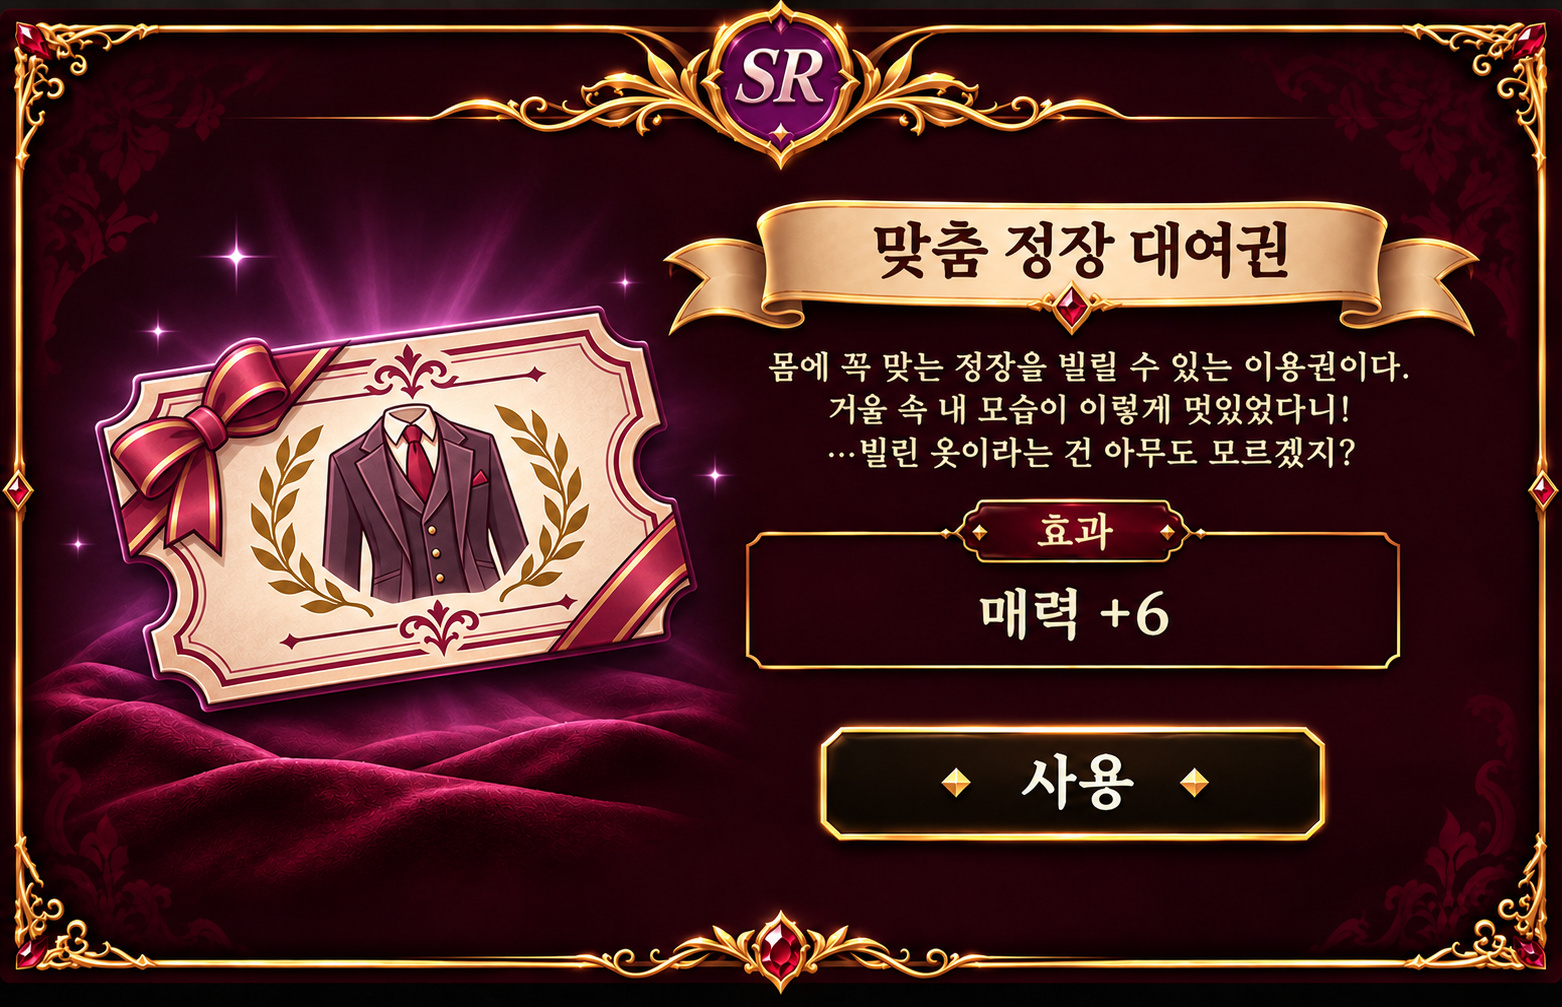 SR
맞춤 정장 대여권
몸에 꼭 맞는 정장을 빌릴 수 있는 이용권이다.
거울 속 내 모습이 이렇게 멋있었다니!
…빌린 옷이라는 건 아무도 모르겠지?
효과
매력 +6
사용